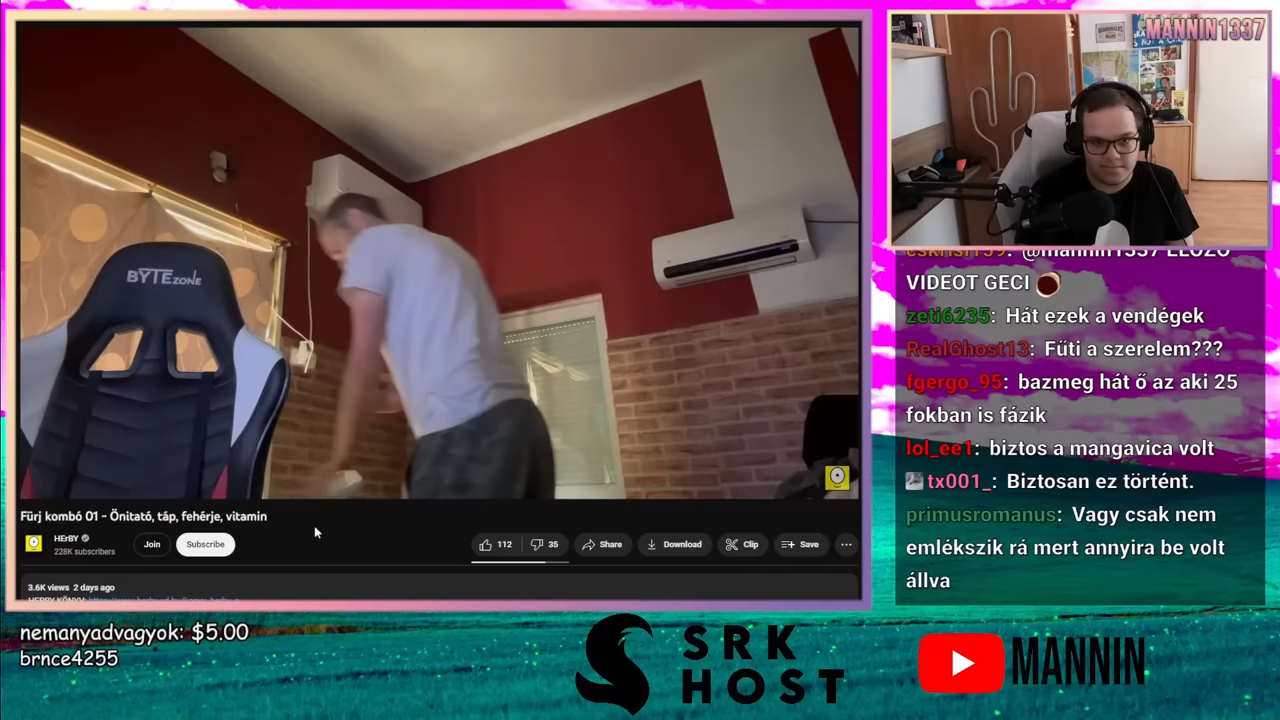 BYTEZONE
Fürj kombó 01 - Önitató, táp, fehérje, vitamin
HErBY
228K subscribers
Join
Subscribe
112
35
Share
Download
Clip
Save
3.6K views 2 days ago
MANNIN1337
VIDEOT GECI
zeti6235: Hát ezek a vendégek
RealGhost13: Fűti a szerelem???
fgergo_95: bazmeg hát ő az aki 25
fokban is fázik
lol_ee1: biztos a mangavica volt
tx001_: Biztosan ez történt.
primusromanus: Vagy csak nem
emlékszik rá mert annyira be volt
állva
nemanyadvagyok: $5.00
brnce4255
SRK
HOST
MANNIN